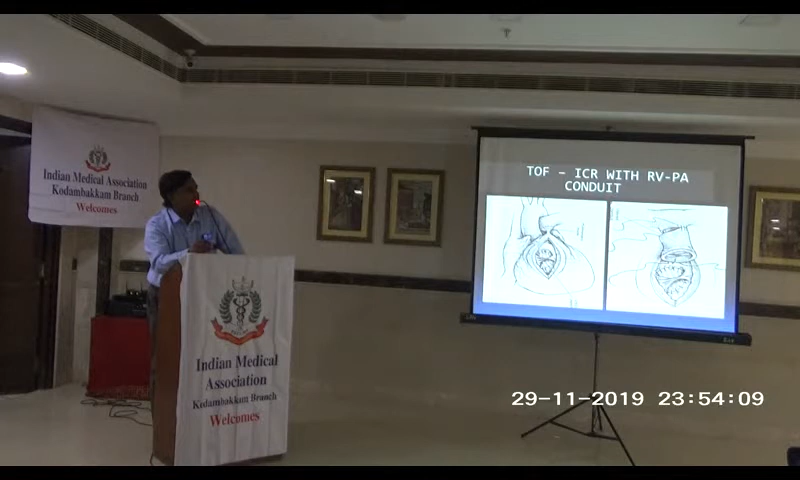 Indian Medical Association
Kodambakkam Branch
Welcomes
TOF - ICR WITH RV-PA
CONDUIT
Indian Medical
Association
Kodambakkam Branch
Welcomes
29-11-2019 23:54:09